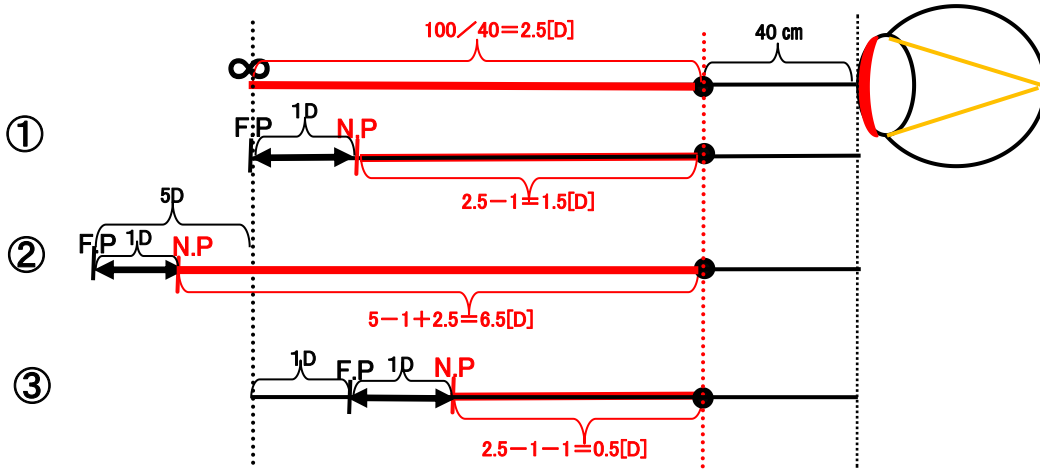 100/40=2.5[D]
40 cm
∞
①
F.P
1D
N.P
2.5-1=1.5[D]
5D
②
F.P
1D
N.P
5-1+2.5=6.5[D]
③
1D
F.P
1D
N.P
2.5-1-1=0.5[D]